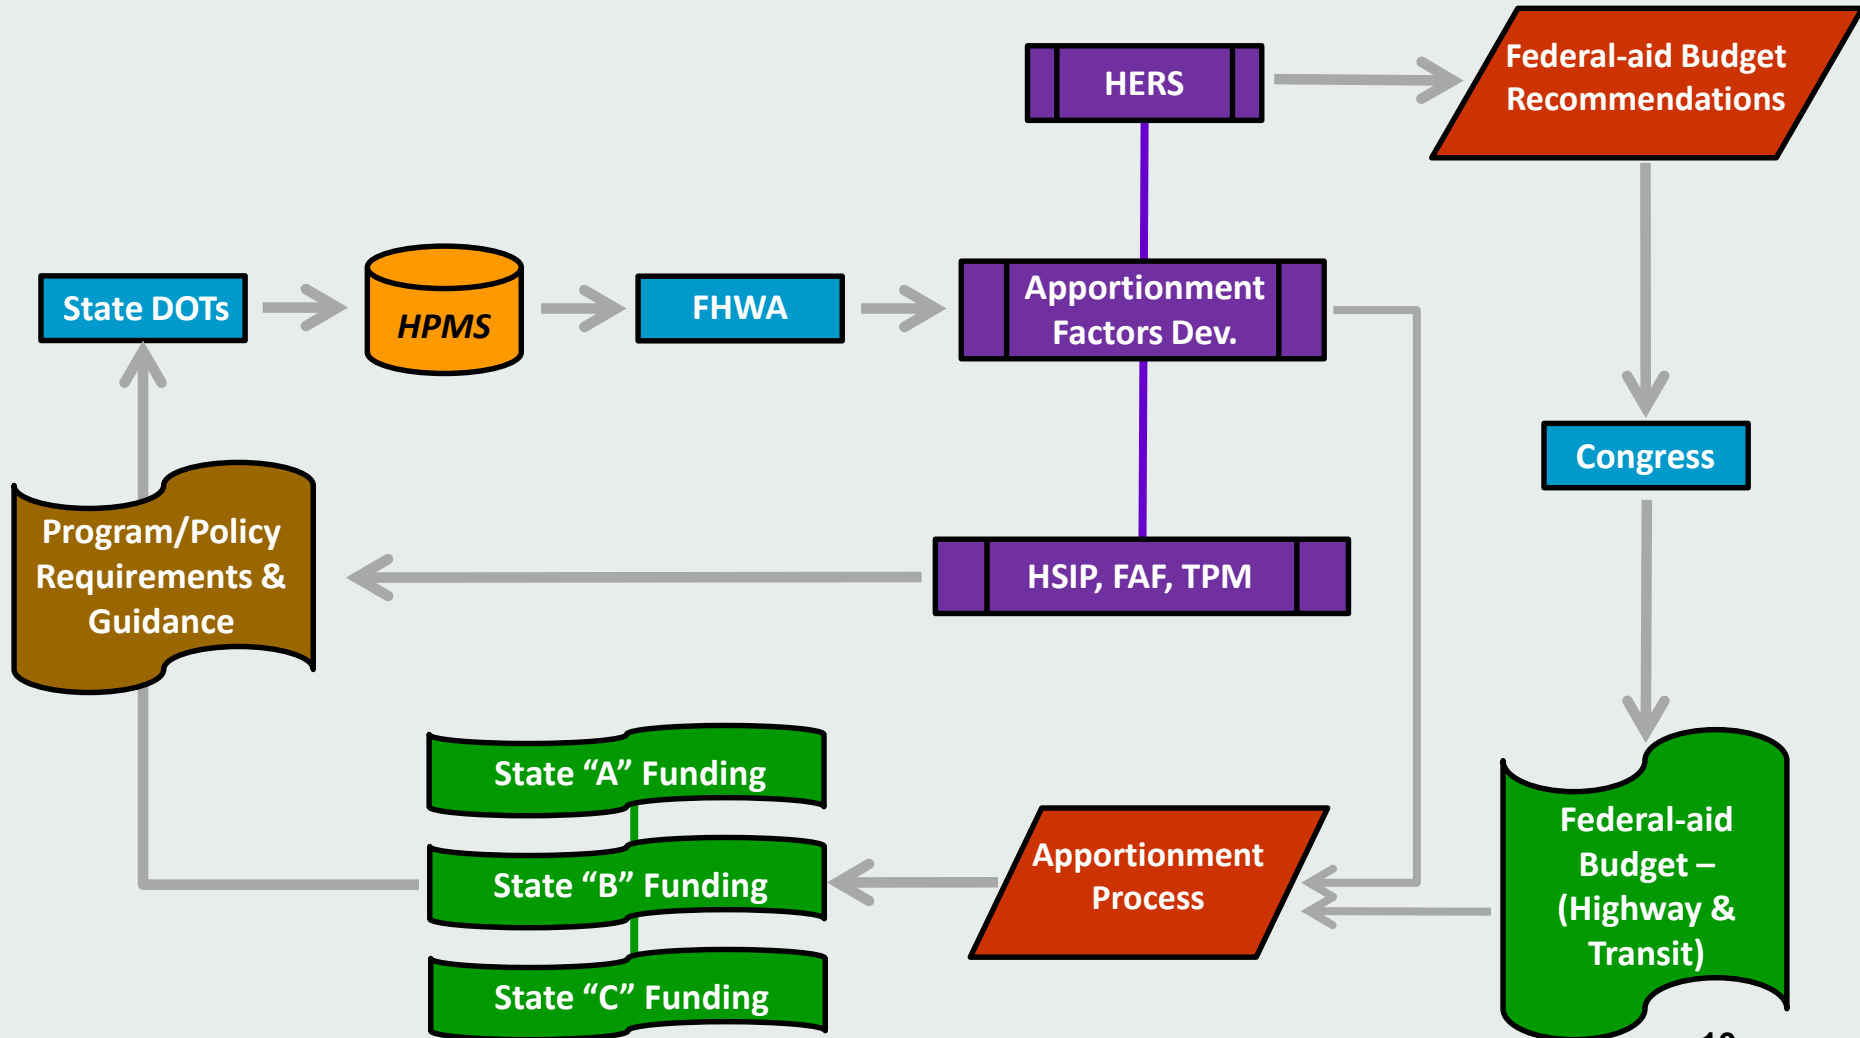 HERS
Federal-aid Budget
Recommendations
State DOTs
HPMS
FHWA
Apportionment
Factors Dev.
Congress
Program/Policy
Requirements &
Guidance
HSIP, FAF, TPM
State “A” Funding
State “B” Funding
State “C” Funding
Apportionment
Process
Federal-aid
Budget –
(Highway &
Transit)